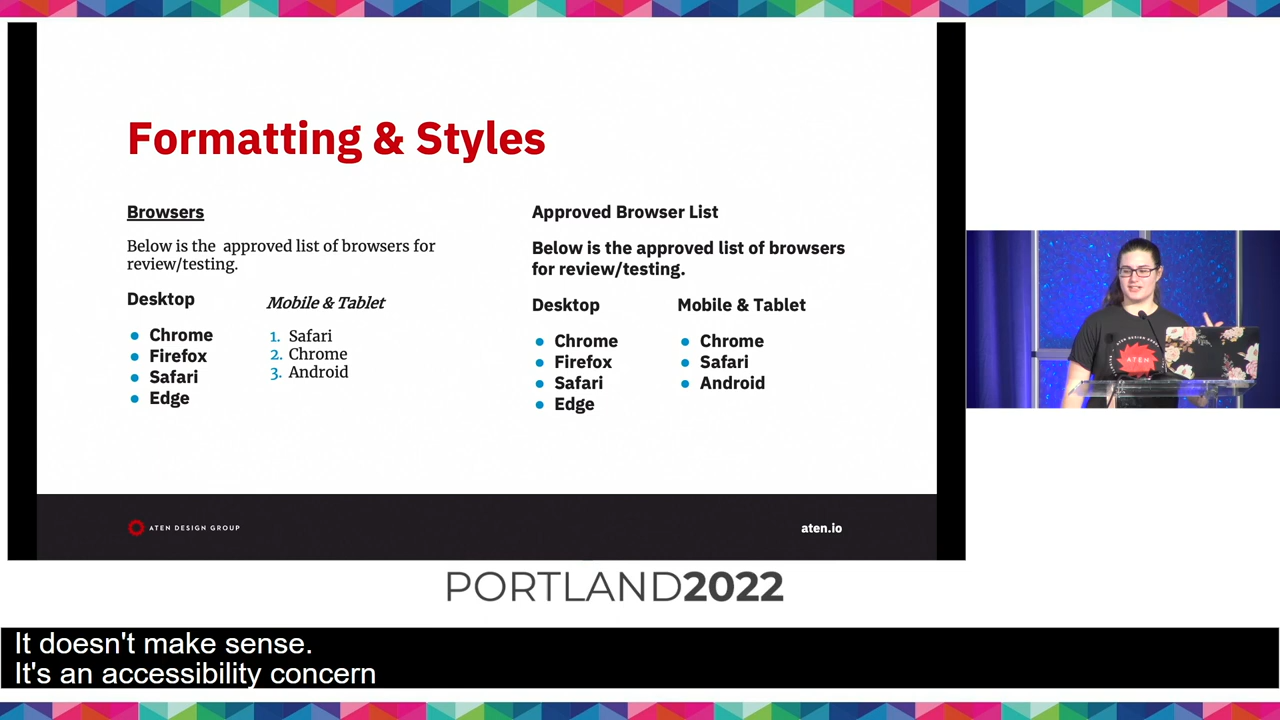 Formatting & Styles
Browsers
Below is the approved list of browsers for
review/testing.
Desktop
Chrome
Firefox
Safari
Edge
Mobile & Tablet
1. Safari
2. Chrome
3. Android
Approved Browser List
Below is the approved list of browsers
for review/testing.
Desktop
Chrome
Firefox
Safari
Edge
Mobile & Tablet
Chrome
Safari
Android
ATEN DESIGN GROUP
aten.io
ATEN
PORTLAND2022
It doesn't make sense.
It's an accessibility concern